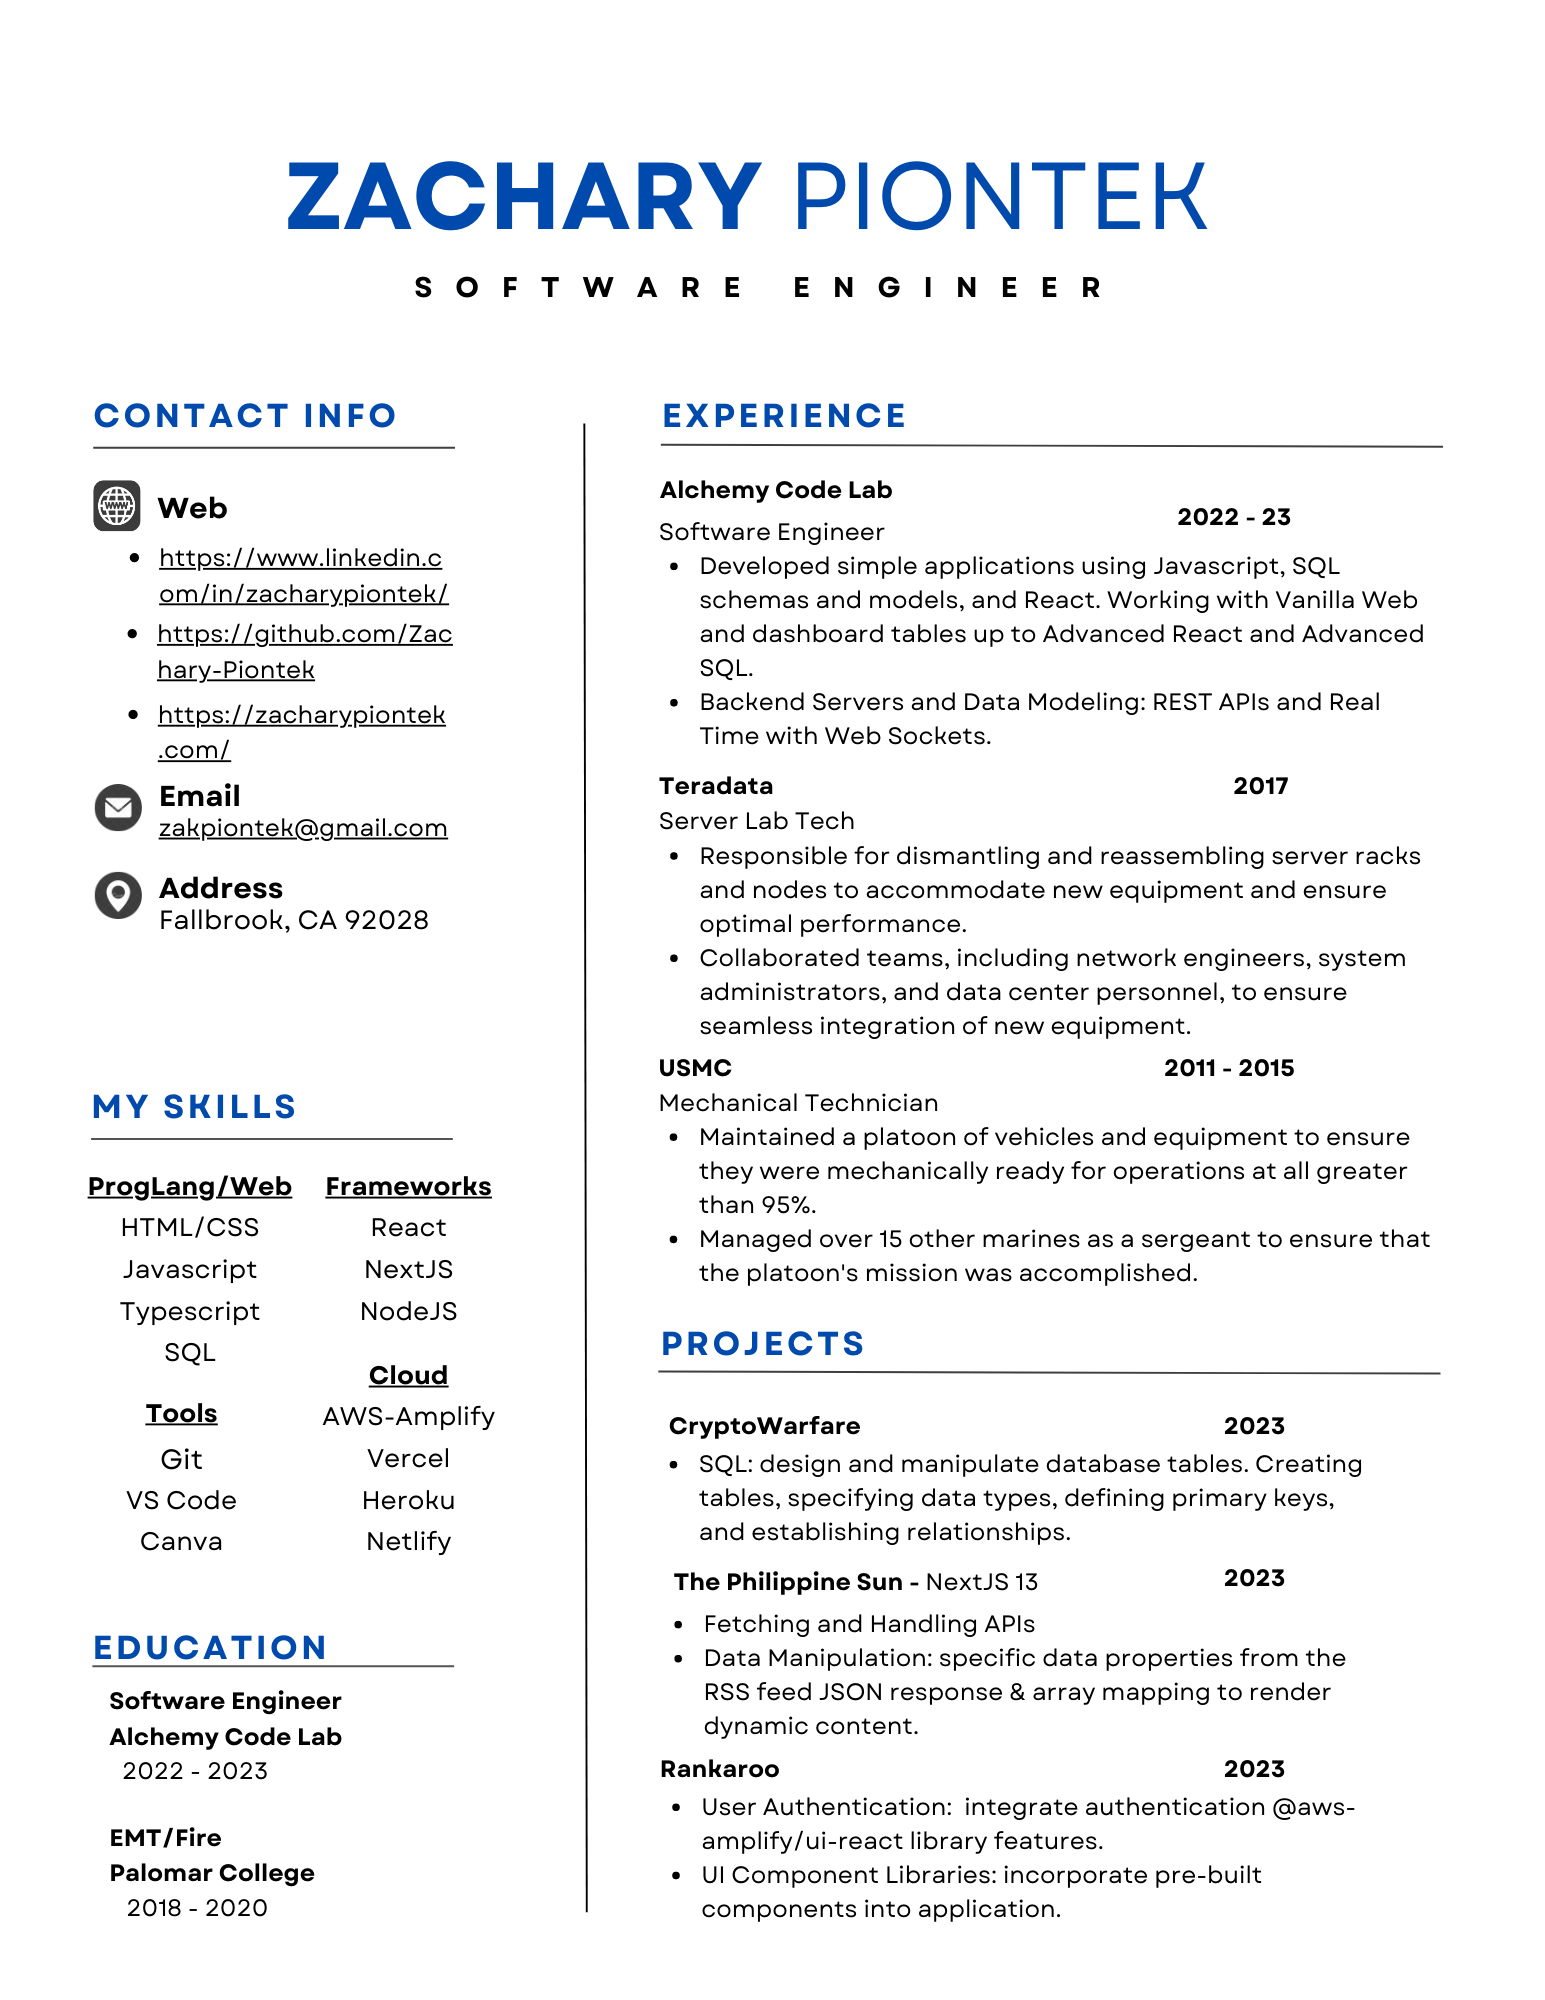 ZACHARY PIONTEK
SOFTWARE ENGINEER
CONTACT INFO
Web
• https://www.linkedin.c
om/in/zacharypiontek/
• https://github.com/Zac
hary-Piontek
• https://zacharypiontek
.com/
Email
zakpiontek@gmail.com
Address
Fallbrook, CA 92028
MY SKILLS
ProgLang/Web
HTML/CSS
Javascript
Typescript
SQL
Tools
Git
VS Code
Canva
Frameworks
React
NextJS
NodeJS
Cloud
AWS-Amplify
Vercel
Heroku
Netlify
EDUCATION
Software Engineer
Alchemy Code Lab
2022 - 2023
EMT/Fire
Palomar College
2018 - 2020
EXPERIENCE
Alchemy Code Lab
2022 - 23
Software Engineer
• Developed simple applications using Javascript, SQL
schemas and models, and React. Working with Vanilla Web
and dashboard tables up to Advanced React and Advanced
SQL.
• Backend Servers and Data Modeling: REST APIs and Real
Time with Web Sockets.
Teradata 2017
Server Lab Tech
• Responsible for dismantling and reassembling server racks
and nodes to accommodate new equipment and ensure
optimal performance.
• Collaborated teams, including network engineers, system
administrators, and data center personnel, to ensure
seamless integration of new equipment.
USMC 2011 - 2015
Mechanical Technician
• Maintained a platoon of vehicles and equipment to ensure
they were mechanically ready for operations at all greater
than 95%.
• Managed over 15 other marines as a sergeant to ensure that
the platoon's mission was accomplished.
PROJECTS
CryptoWarfare 2023
• SQL: design and manipulate database tables. Creating
tables, specifying data types, defining primary keys,
and establishing relationships.
The Philippine Sun - NextJS 13 2023
• Fetching and Handling APIs
• Data Manipulation: specific data properties from the
RSS feed JSON response & array mapping to render
dynamic content.
Rankaroo 2023
• User Authentication: integrate authentication @aws-
amplify/ui-react library features.
• UI Component Libraries: incorporate pre-built
components into application.